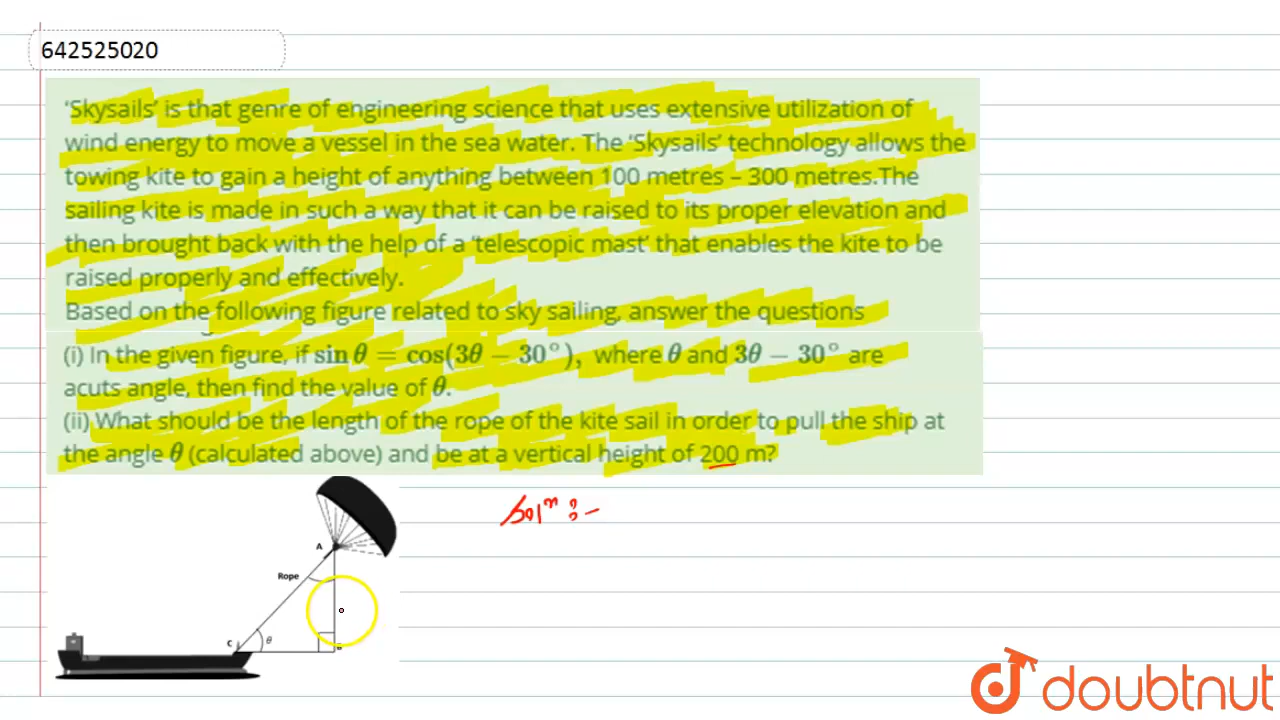 642525020
‘Skysails’ is that genre of engineering science that uses extensive utilization of
wind energy to move a vessel in the sea water. The ‘Skysails’ technology allows the
towing kite to gain a height of anything between 100 metres – 300 metres.The
sailing kite is made in such a way that it can be raised to its proper elevation and
then brought back with the help of a ‘telescopic mast’ that enables the kite to be
raised properly and effectively.
Based on the following figure related to sky sailing, answer the questions
(i) In the given figure, if sin θ = cos(3θ − 30°), where θ and 3θ − 30° are
acuts angle, then find the value of θ.
(ii) What should be the length of the rope of the kite sail in order to pull the ship at
the angle θ (calculated above) and be at a vertical height of 200 m?
Solⁿ :-
A
Rope
C
θ
doubtnut